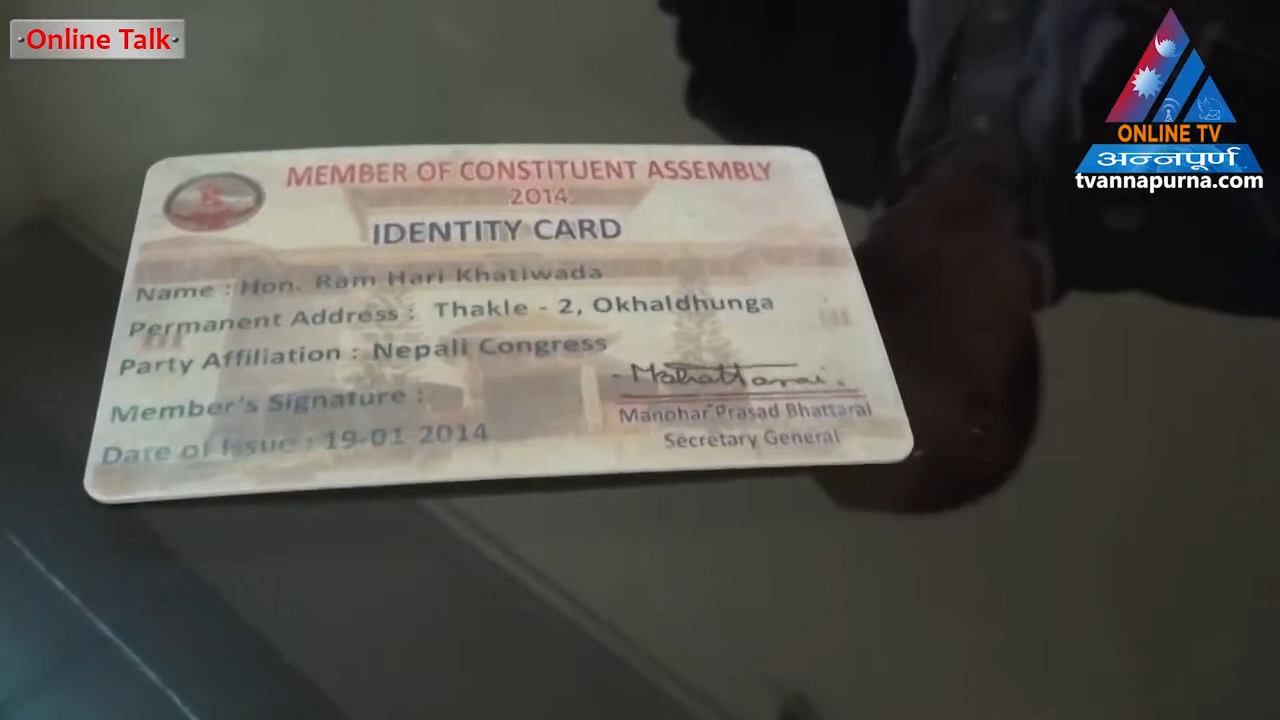 Online Talk
ONLINE TV
अन्नपूर्ण
tvannapurna.com
MEMBER OF CONSTITUENT ASSEMBLY
2014
IDENTITY CARD
Name : Hon. Ram Hari Khatiwada
Permanent Address : Thakle - 2, Okhaldhunga
Party Affiliation : Nepali Congress
Member's Signature :
Date of Issue : 19-01-2014
Manohar Prasad Bhattarai
Secretary General